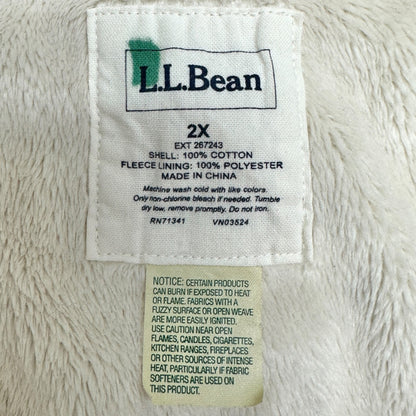 L.L.Bean
2X
EXT 267243
SHELL: 100% COTTON
FLEECE LINING: 100% POLYESTER
MADE IN CHINA
Machine wash cold with like colors.
Only non-chlorine bleach if needed. Tumble
dry low, remove promptly. Do not iron.
RN71341 VN03524
NOTICE: CERTAIN PRODUCTS
CAN BURN IF EXPOSED TO HEAT
OR FLAME. FABRICS WITH A
FUZZY SURFACE OR OPEN WEAVE
ARE MORE EASILY IGNITED.
USE CAUTION NEAR OPEN
FLAMES, CANDLES, CIGARETTES,
KITCHEN RANGES, FIREPLACES
OR OTHER SOURCES OF INTENSE
HEAT, PARTICULARLY IF FABRIC
SOFTENERS ARE USED ON
THIS PRODUCT.